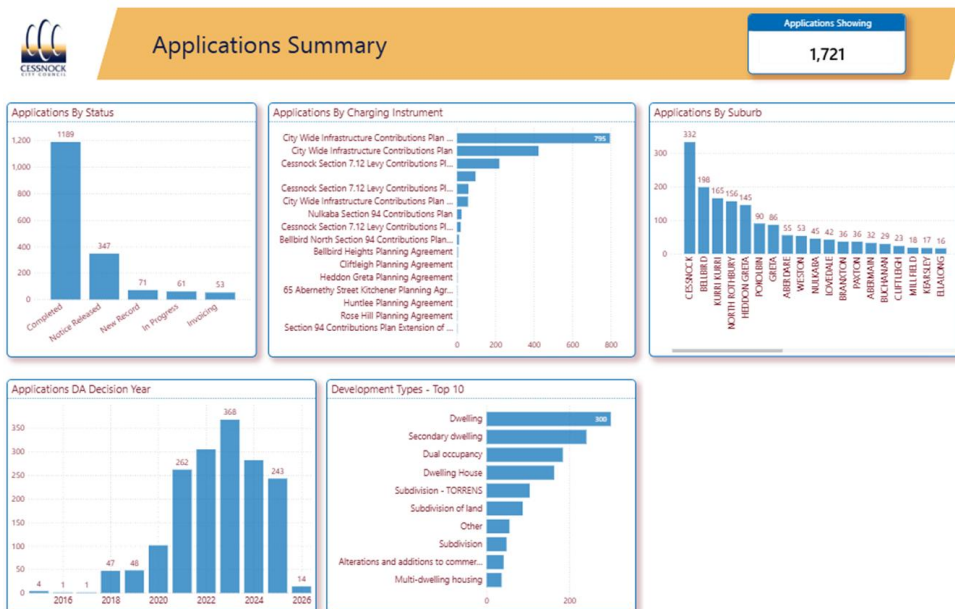 CESSNOCK
CITY COUNCIL
Applications Summary
Applications Showing
1,721
Applications By Status
1,200
1,000
800
600
400
200
0
1189
347
71
61
53
Completed
Notice Released
New Record
In Progress
Invoicing
Applications By Charging Instrument
City Wide Infrastructure Contributions Plan ...
795
City Wide Infrastructure Contributions Plan
Cessnock Section 7.12 Levy Contributions Pl...
Cessnock Section 7.12 Levy Contributions Pl...
City Wide Infrastructure Contributions Plan ...
Nulkaba Section 94 Contributions Plan
Cessnock Section 7.12 Levy Contributions Pl...
Bellbird North Section 94 Contributions Plan...
Bellbird Heights Planning Agreement
Cliftleigh Planning Agreement
Heddon Greta Planning Agreement
65 Abernethy Street Kitchener Planning Agr...
Huntlee Planning Agreement
Rose Hill Planning Agreement
Section 94 Contributions Plan Extension of ...
0 200 400 600 800
Applications By Suburb
300
200
100
0
332
198
165
156
145
90
86
55
53
45
42
36
36
32
29
23
18
17
16
CESSNOCK
BELLBIRD
KURRI KURRI
NORTH ROTHBURY
HEDDON GRETA
POKOLBIN
GRETA
ABERDARE
WESTON
NULKABA
LOVEDALE
BRANXTON
PAXTON
ABERMAIN
BUCHANAN
CLIFTLEIGH
MILLFIELD
KEARSLEY
ELLALONG
Applications DA Decision Year
350
300
250
200
150
100
50
0
4
1
1
47
48
262
368
243
14
2016 2018 2020 2022 2024 2026
Development Types - Top 10
Dwelling
300
Secondary dwelling
Dual occupancy
Dwelling House
Subdivision - TORRENS
Subdivision of land
Other
Subdivision
Alterations and additions to commer...
Multi-dwelling housing
0 200